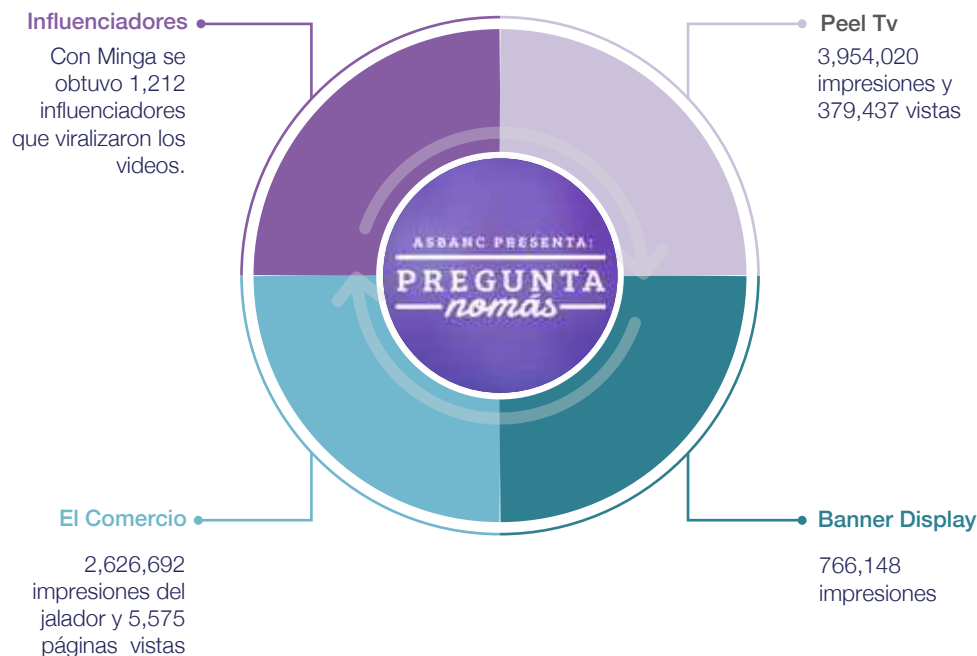 Influenciadores
Con Minga se
obtuvo 1,212
influenciadores
que viralizaron los
videos.
Peel Tv
3,954,020
impresiones y
379,437 vistas
ASBANC PRESENTA:
PREGUNTA
nomás
El Comercio
2,626,692
impresiones del
jalador y 5,575
páginas vistas
Banner Display
766,148
impresiones